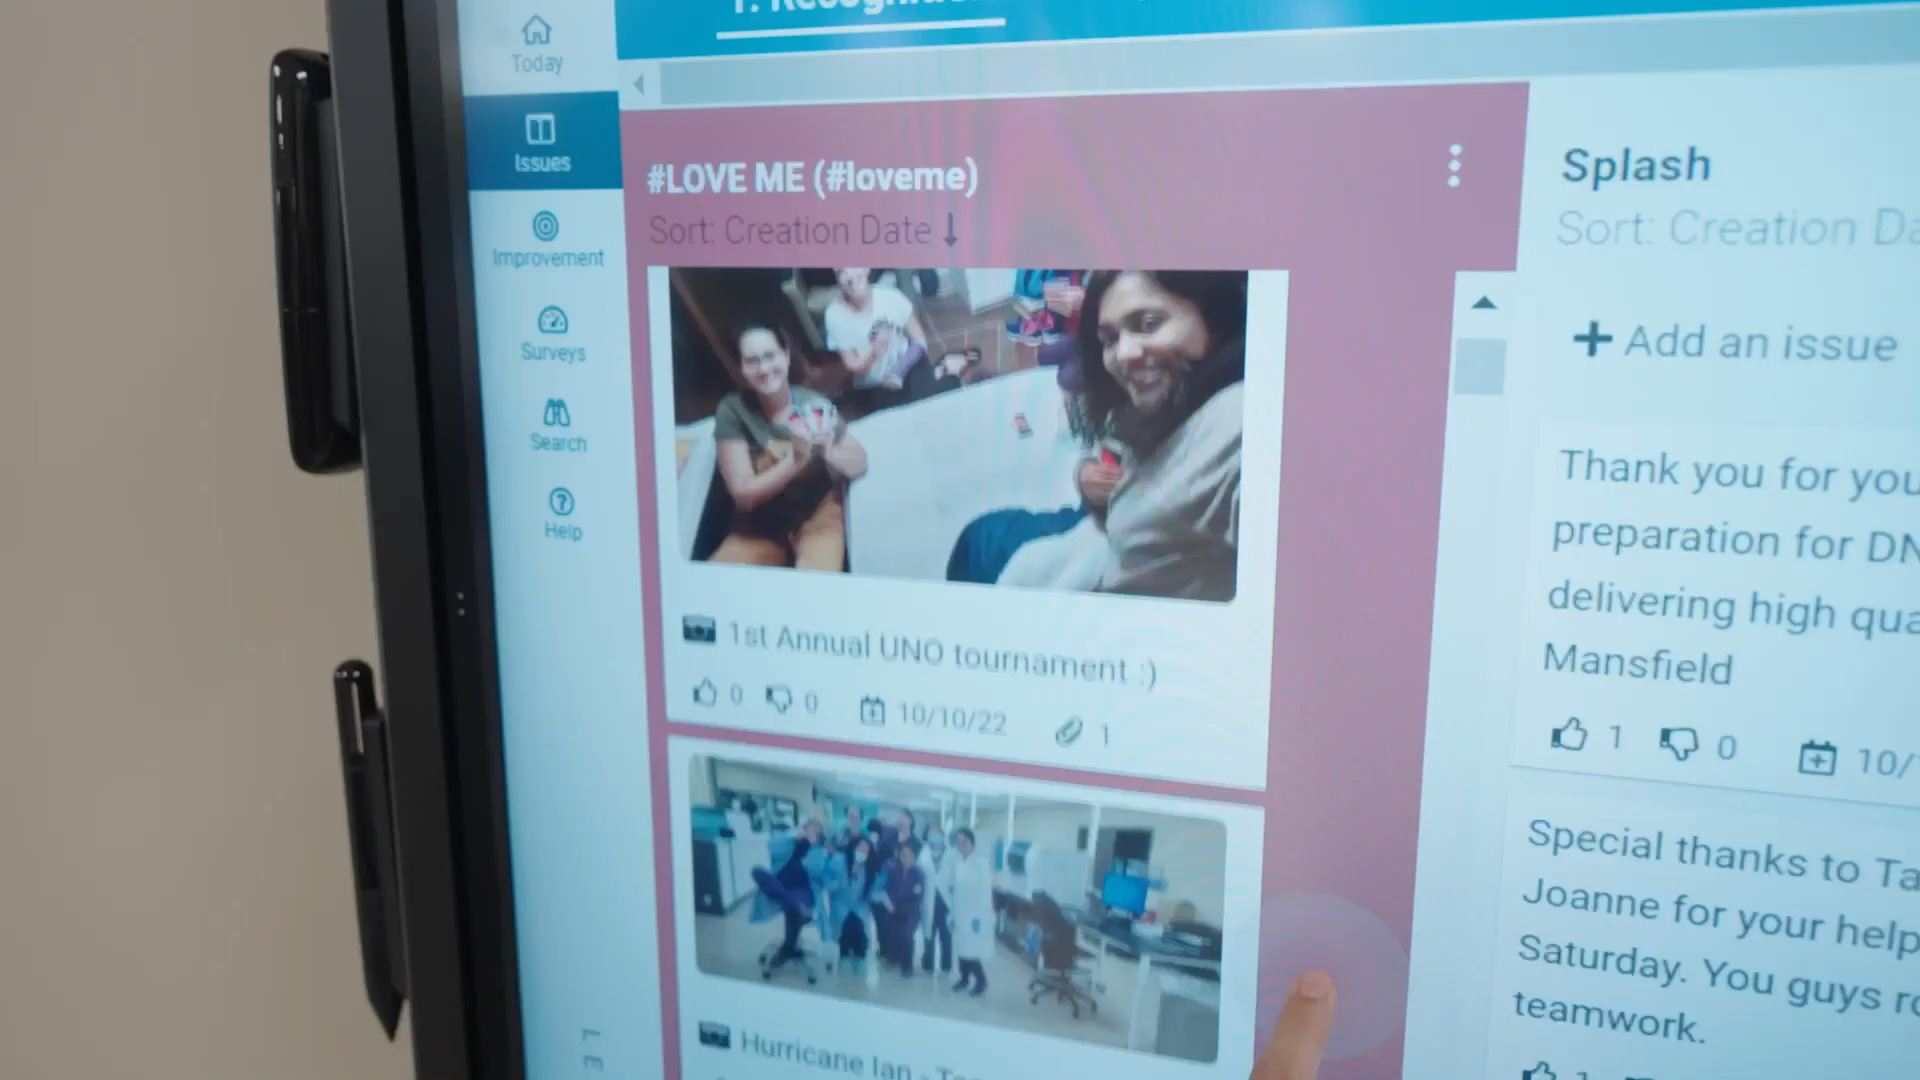 Today
Issues
Improvement
Surveys
Search
Help
1.
#LOVE ME (#loveme)
Sort: Creation Date
1st Annual UNO tournament :)
0 0 10/10/22 1
Hurricane Ian -
Splash
Sort: Creation
Add an issue
Thank you for
preparation for
delivering high
Mansfield
1 0
Special thanks to
Joanne for your help
Saturday. You guys
teamwork.